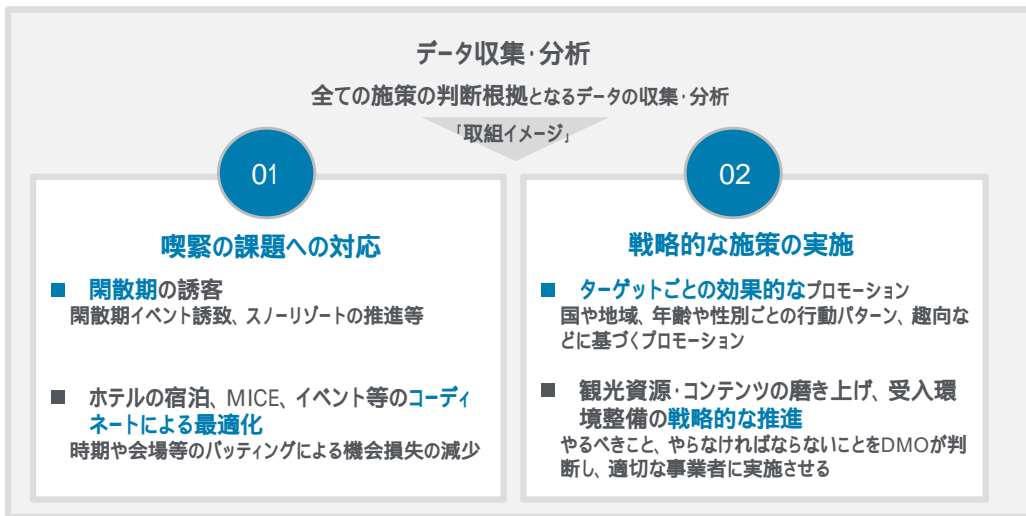 データ収集・分析
全ての施策の判断根拠となるデータの収集・分析
「取組イメージ」
01
喫緊の課題への対応
■ 閑散期の誘客
閑散期イベント誘致、スノーリゾートの推進等
■ ホテルの宿泊、MICE、イベント等のコーディ
ネートによる最適化
時期や会場等のバッティングによる機会損失の減少
02
戦略的な施策の実施
■ ターゲットごとの効果的なプロモーション
国や地域、年齢や性別ごとの行動パターン、趣向な
どに基づくプロモーション
■ 観光資源・コンテンツの磨き上げ、受入環
境整備の戦略的な推進
やるべきこと、やらなければならないことをDMOが判
断し、適切な事業者に実施させる